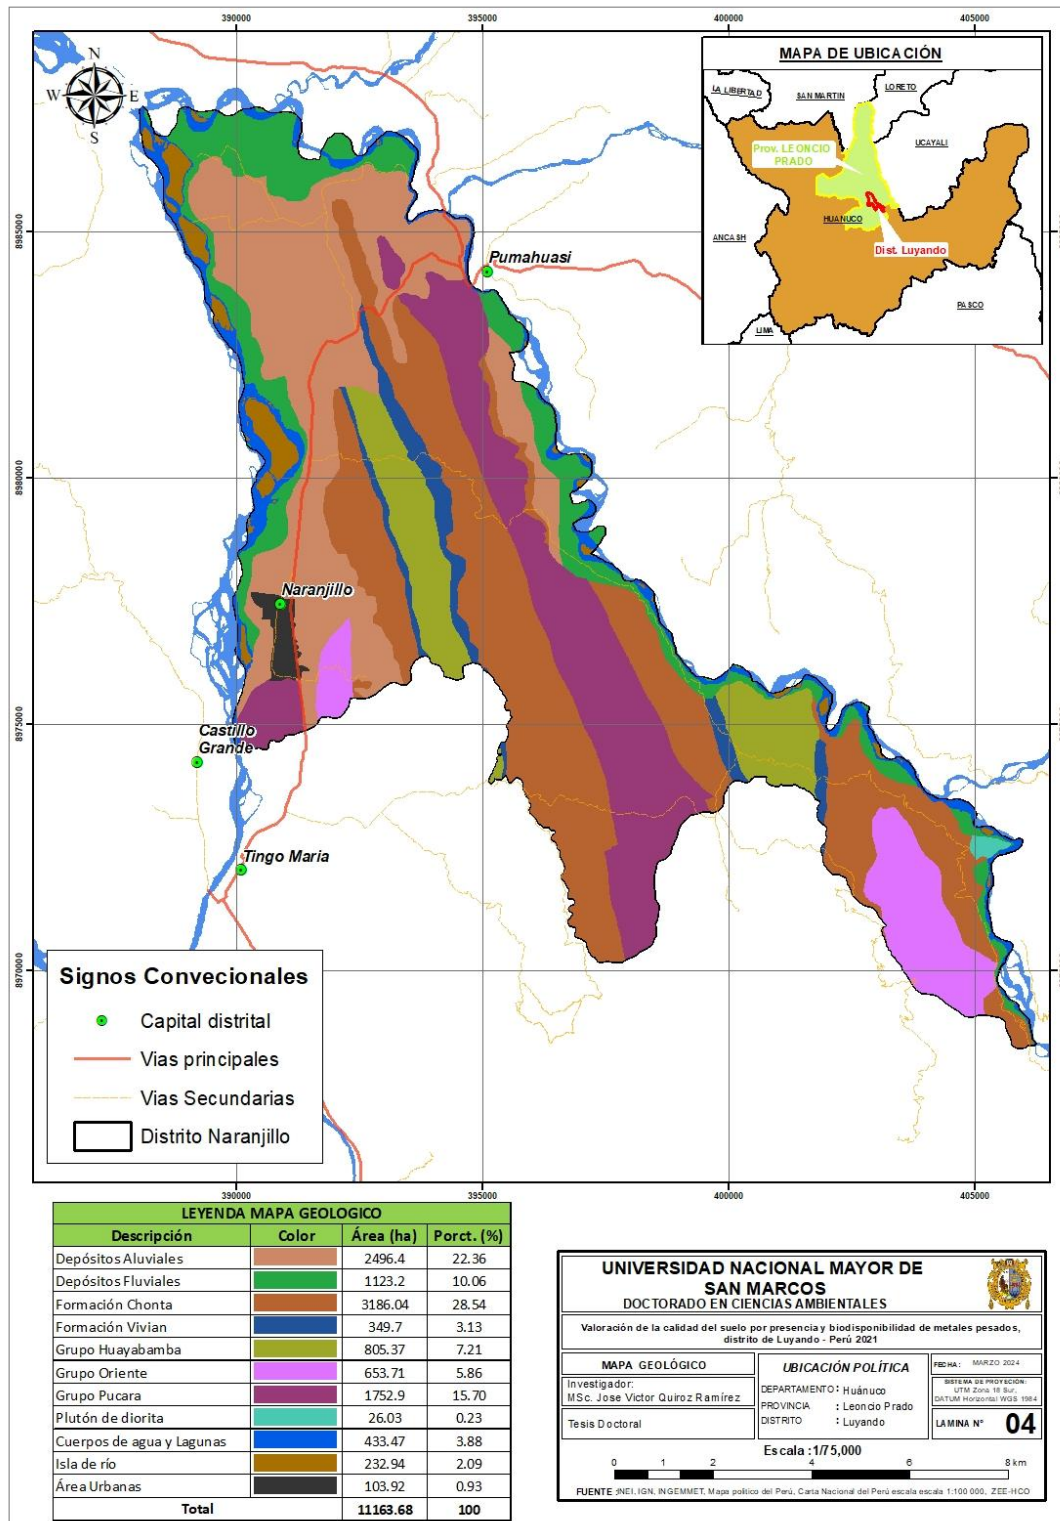 390000
395000
400000
405000
N
W
E
S
MAPA DE UBICACIÓN
LA LIBERTAD
SAN MARTIN
LORETO
UCAYALI
Prov. LEONCIO
PRADO
HUANUCO
ANCASH
Dist. Luyando
PASCO
LIMA
8985000
8980000
8975000
8970000
Pumahuasi
Naranjillo
Castillo
Grande
Tingo Maria
Signos Convecionales
Capital distrital
Vias principales
Vias Secundarias
Distrito Naranjillo
390000
395000
400000
405000
LEYENDA MAPA GEOLOGICO
Descripción Color Área (ha) Porct. (%)
Depósitos Aluviales 2496.4 22.36
Depósitos Fluviales 1123.2 10.06
Formación Chonta 3186.04 28.54
Formación Vivian 349.7 3.13
Grupo Huayabamba 805.37 7.21
Grupo Oriente 653.71 5.86
Grupo Pucara 1752.9 15.70
Plutón de diorita 26.03 0.23
Cuerpos de agua y Lagunas 433.47 3.88
Isla de río 232.94 2.09
Área Urbanas 103.92 0.93
Total 11163.68 100
UNIVERSIDAD NACIONAL MAYOR DE
SAN MARCOS
DOCTORADO EN CIENCIAS AMBIENTALES
Valoración de la calidad del suelo por presencia y biodisponibilidad de metales pesados,
distrito de Luyando - Perú 2021
MAPA GEOLÓGICO
Investigador:
MSc. Jose Victor Quiroz Ramírez
Tesis Doctoral
UBICACIÓN POLÍTICA
DEPARTAMENTO : Huánuco
PROVINCIA : Leoncio Prado
DISTRITO : Luyando
FECHA : MARZO 2024
SISTEMA DE PROYECIÓN:
UTM Zona 18 Sur,
DATUM Horizontal WGS 1984
LAMINA N° 04
Escala :1/75,000
0 1 2 4 6 8 km
FUENTE :INEI, IGN, INGEMMET, Mapa político del Perú, Carta Nacional del Perú escala escala 1:100 000, ZEE-HCO